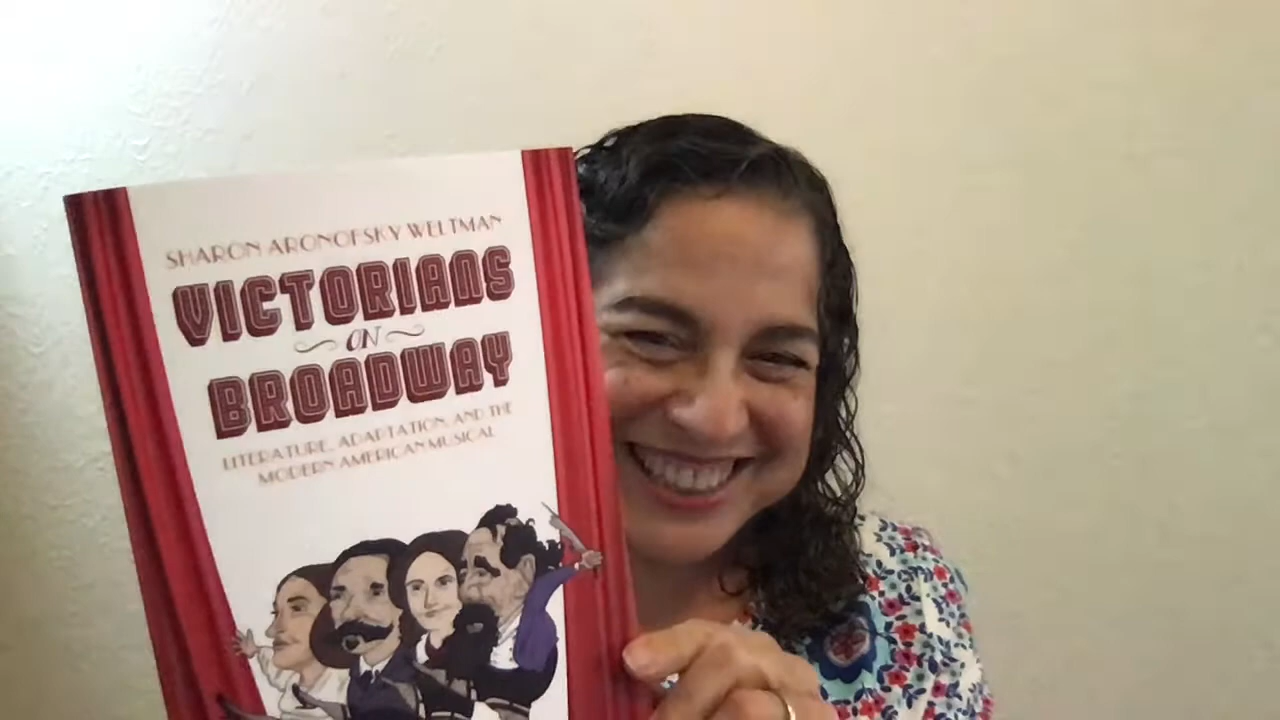 SHARON ARONOFSKY WELTMAN
VICTORIANS
ON
BROADWAY
LITERATURE, ADAPTATION, AND THE
MODERN AMERICAN MUSICAL